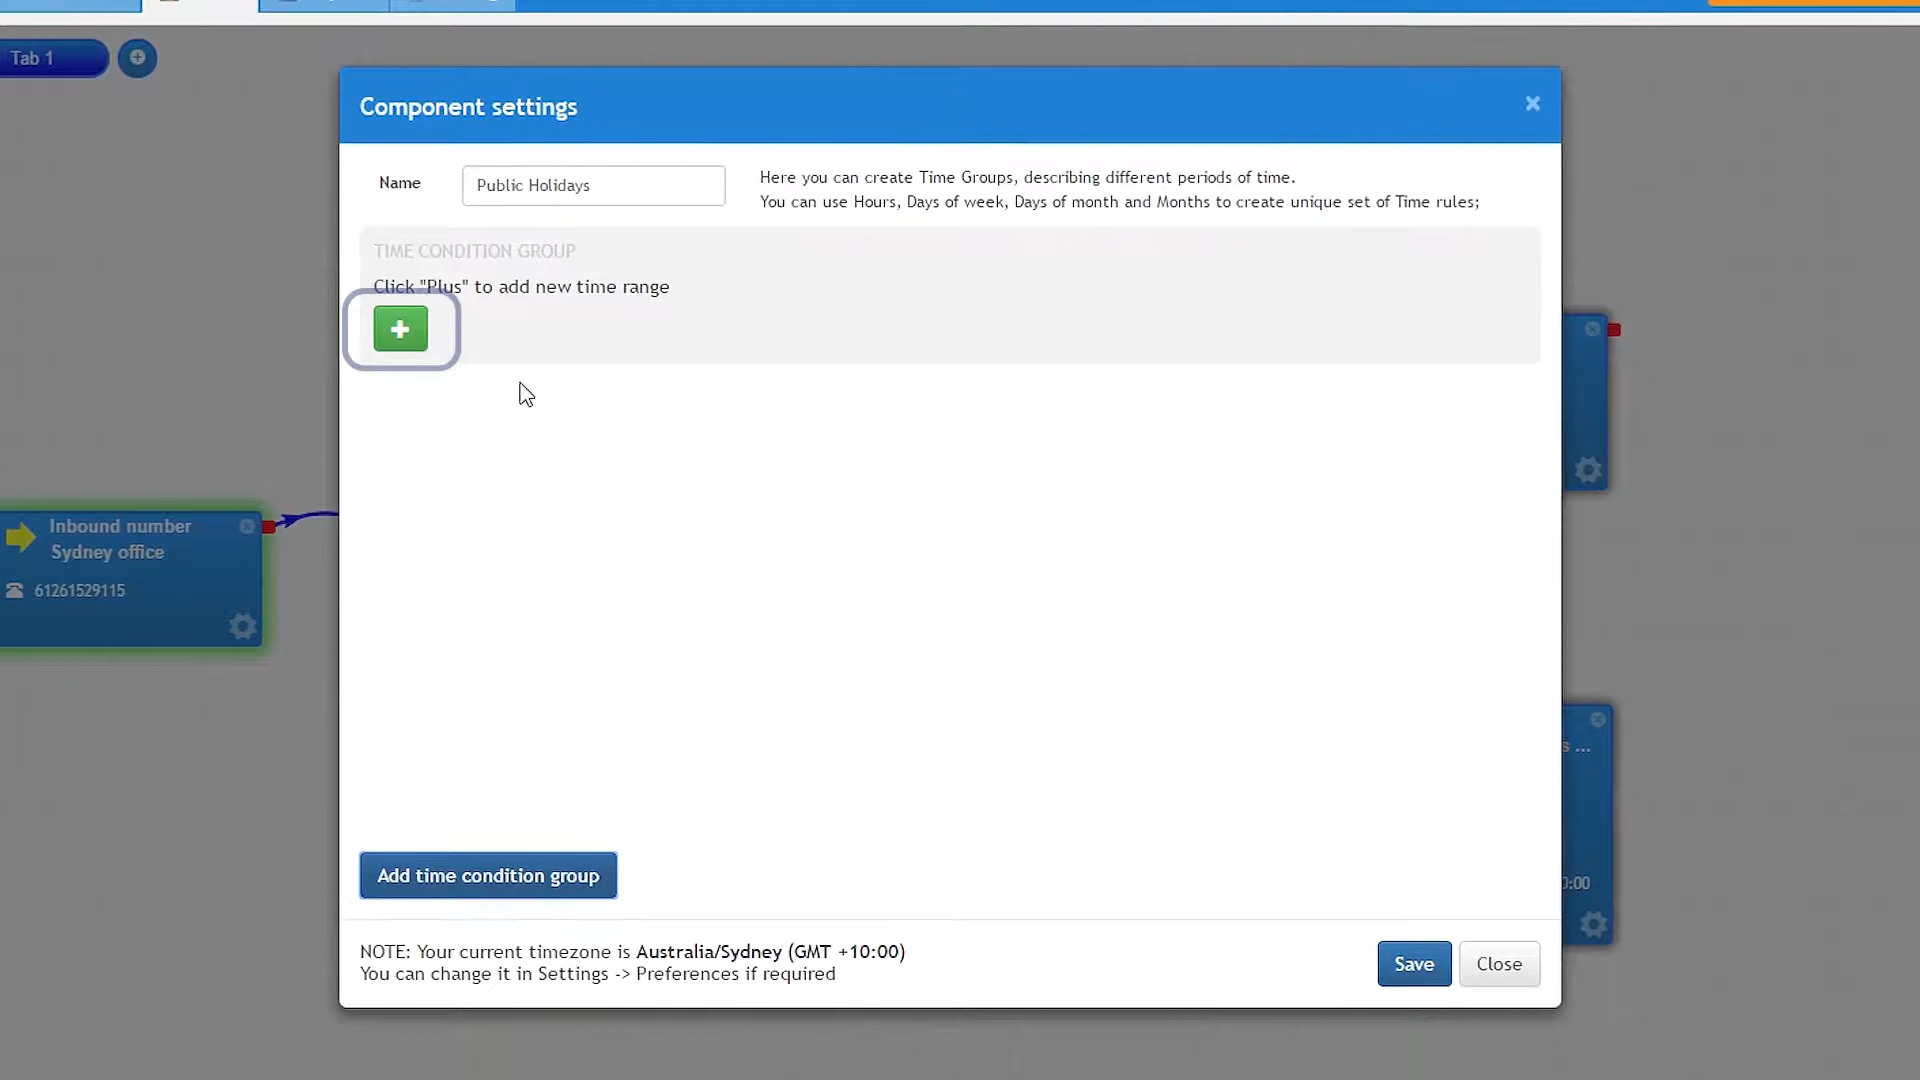 Tab 1
Component settings
Name
Public Holidays
Here you can create Time Groups, describing different periods of time.
You can use Hours, Days of week, Days of month and Months to create unique set of Time rules;
TIME CONDITION GROUP
Click "Plus" to add new time range
Inbound number
Sydney office
61261529115
s ...
0:00
Add time condition group
NOTE: Your current timezone is Australia/Sydney (GMT +10:00)
You can change it in Settings -> Preferences if required
Save
Close